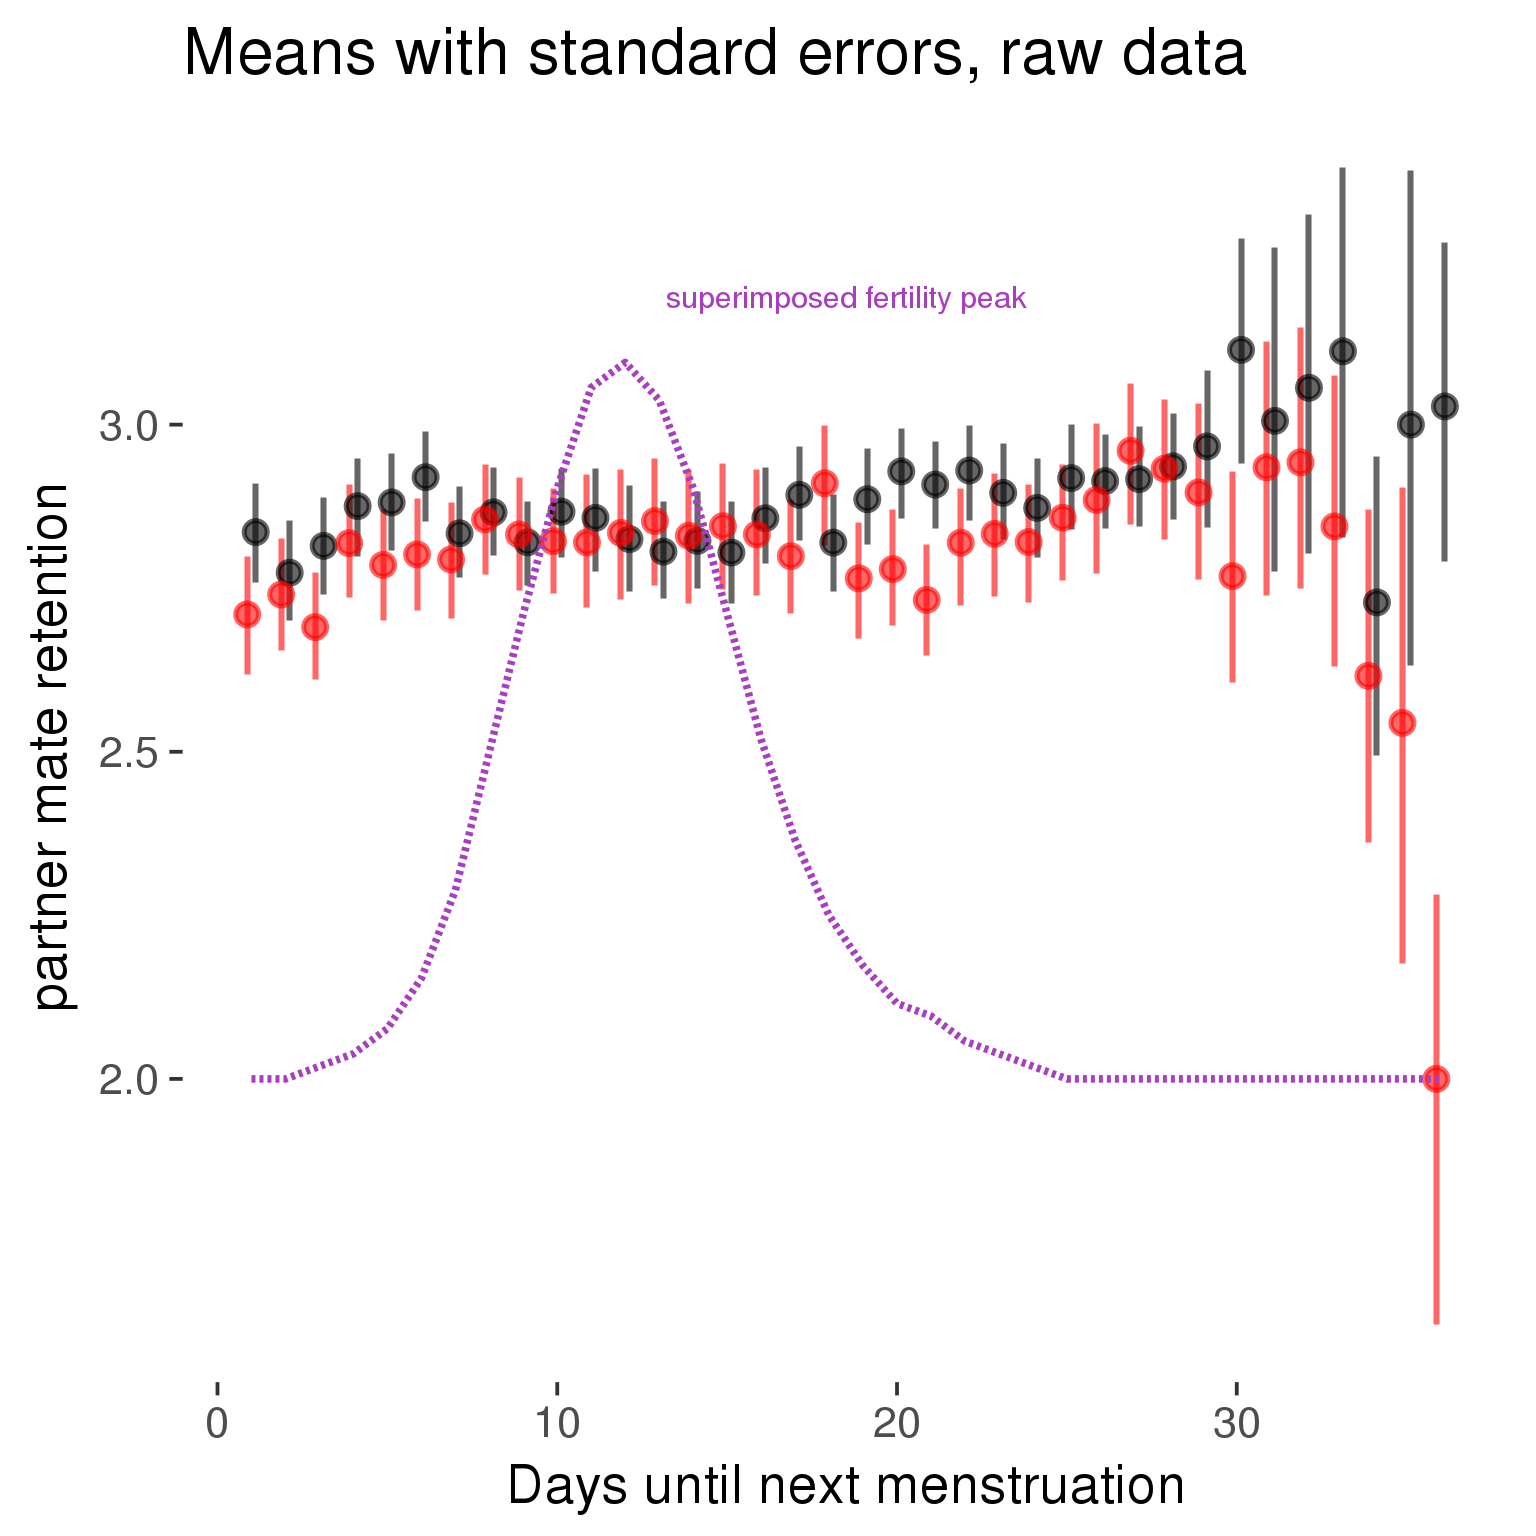 Means with standard errors, raw data
superimposed fertility peak
partner mate retention
3.0
2.5
2.0
0 10 20 30
Days until next menstruation